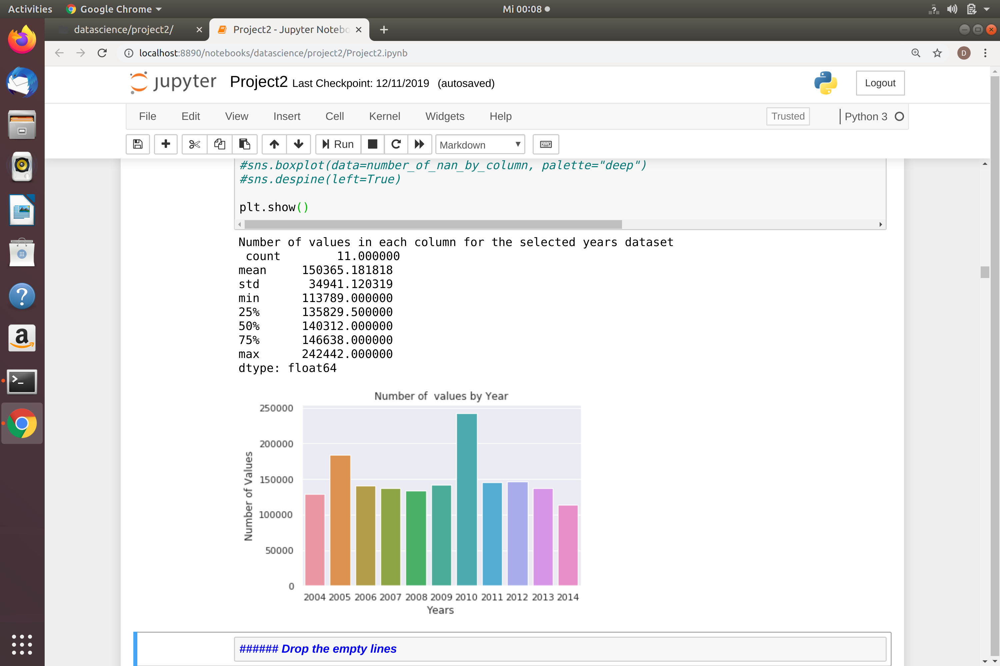 Activities Google Chrome Mi 00:08
datascience/project2/ Project2 - Jupyter Notebo
localhost:8890/notebooks/datascience/project2/Project2.ipynb D
jupyter Project2 Last Checkpoint: 12/11/2019 (autosaved) Logout
File Edit View Insert Cell Kernel Widgets Help Trusted Python 3
Run Markdown
#sns.boxplot(data=number_of_nan_by_column, palette="deep")
#sns.despine(left=True)
plt.show()
Number of values in each column for the selected years dataset
count 11.000000
mean 150365.181818
std 34941.120319
min 113789.000000
25% 135829.500000
50% 140312.000000
75% 146638.000000
max 242442.000000
dtype: float64
Number of values by Year
Number of Values
250000
200000
150000
100000
50000
0
2004 2005 2006 2007 2008 2009 2010 2011 2012 2013 2014
Years
###### Drop the empty lines